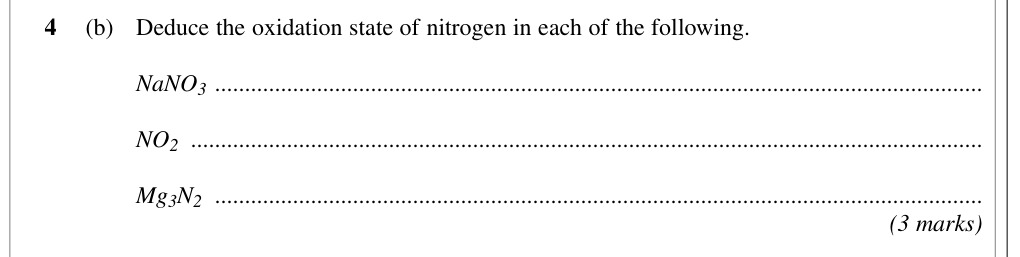 4 (b) Deduce the oxidation state of nitrogen in each of the following.
NaNO₃ ................................................................................................................................
NO₂ ....................................................................................................................................
Mg₃N₂ ................................................................................................................................
(3 marks)